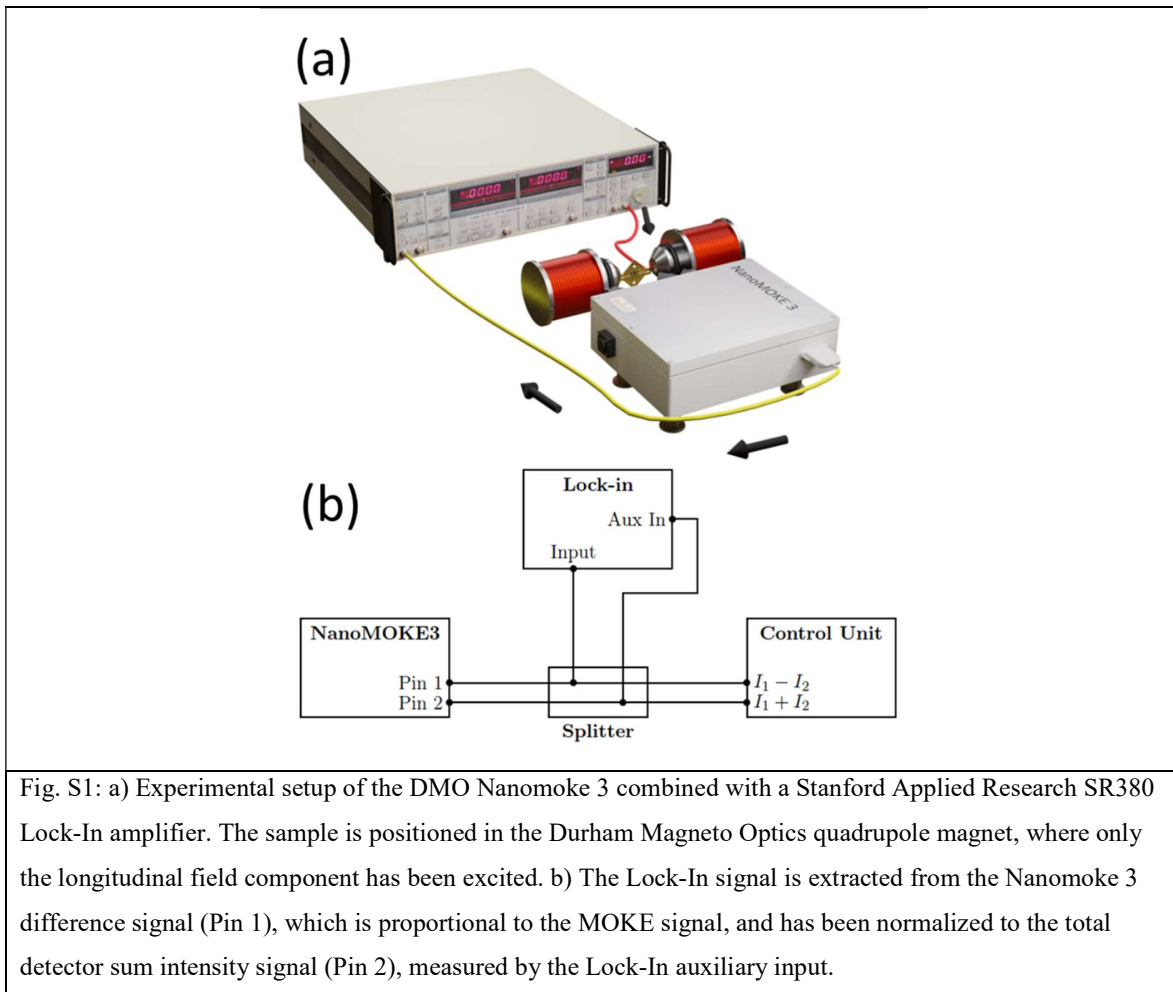 (a)
.0000
.0000
0.00
NanoMOKE 3
(b)
Lock-in
Aux In
Input
NanoMOKE3
Control Unit
Pin 1
I₁ − I₂
Pin 2
I₁ + I₂
Splitter
Fig. S1: a) Experimental setup of the DMO Nanomoke 3 combined with a Stanford Applied Research SR380
Lock-In amplifier. The sample is positioned in the Durham Magneto Optics quadrupole magnet, where only
the longitudinal field component has been excited. b) The Lock-In signal is extracted from the Nanomoke 3
difference signal (Pin 1), which is proportional to the MOKE signal, and has been normalized to the total
detector sum intensity signal (Pin 2), measured by the Lock-In auxiliary input.